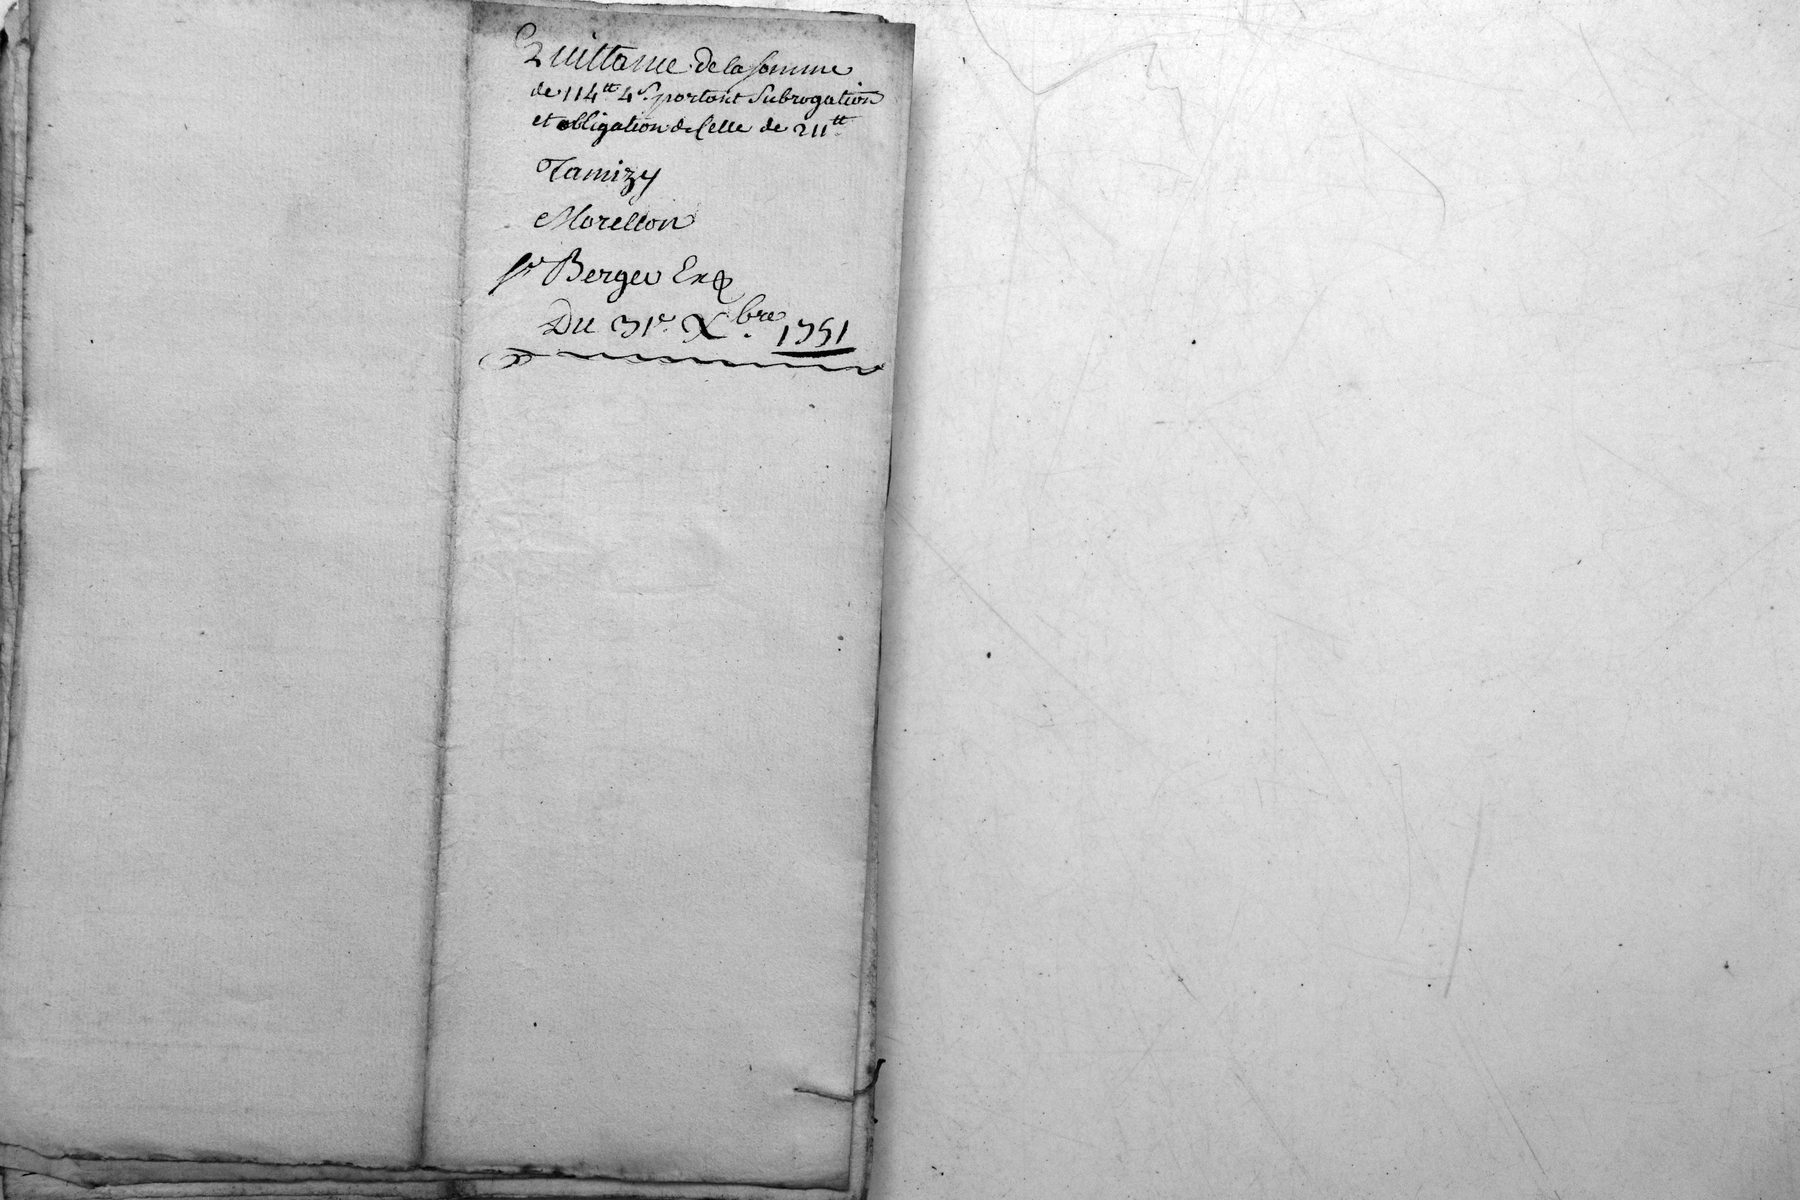 Quittance de la somme
de 114tt 4s. portant Subrogation
et obligation de Celle de 211tt
Tamizy
Morellon
Sr Berger Exp
Du 31e. Xbre. 1751